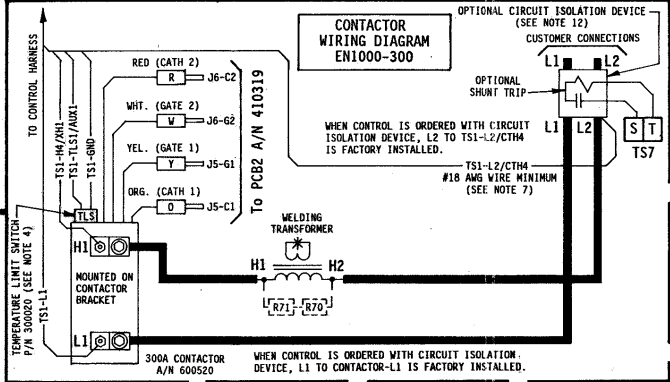 CONTACTOR
WIRING DIAGRAM
EN1000-300
OPTIONAL CIRCUIT ISOLATION DEVICE
(SEE NOTE 12)
CUSTOMER CONNECTIONS
L1 L2
OPTIONAL
SHUNT TRIP
L1 L2
S T
TS7
TO CONTROL HARNESS
TS1-H4/XH1
TS1-TLS1/AUX1
TS1-GND
RED (CATH 2)
R J6-C2
WHT. (GATE 2)
W J6-G2
YEL. (GATE 1)
Y J5-G1
ORG. (CATH 1)
O J5-C1
To PCB2 A/N 410319
WHEN CONTROL IS ORDERED WITH CIRCUIT
ISOLATION DEVICE, L2 TO TS1-L2/CTH4
IS FACTORY INSTALLED.
TS1-L2/CTH4
#18 AWG WIRE MINIMUM
(SEE NOTE 7)
TLS
TEMPERATURE LIMIT SWITCH
P/N 300020 (SEE NOTE 4)
TS1-L1
H1
MOUNTED ON
CONTACTOR
BRACKET
L1
WELDING
TRANSFORMER
H1 H2
R71 R70
300A CONTACTOR
A/N 600520
WHEN CONTROL IS ORDERED WITH CIRCUIT ISOLATION
DEVICE, L1 TO CONTACTOR-L1 IS FACTORY INSTALLED.